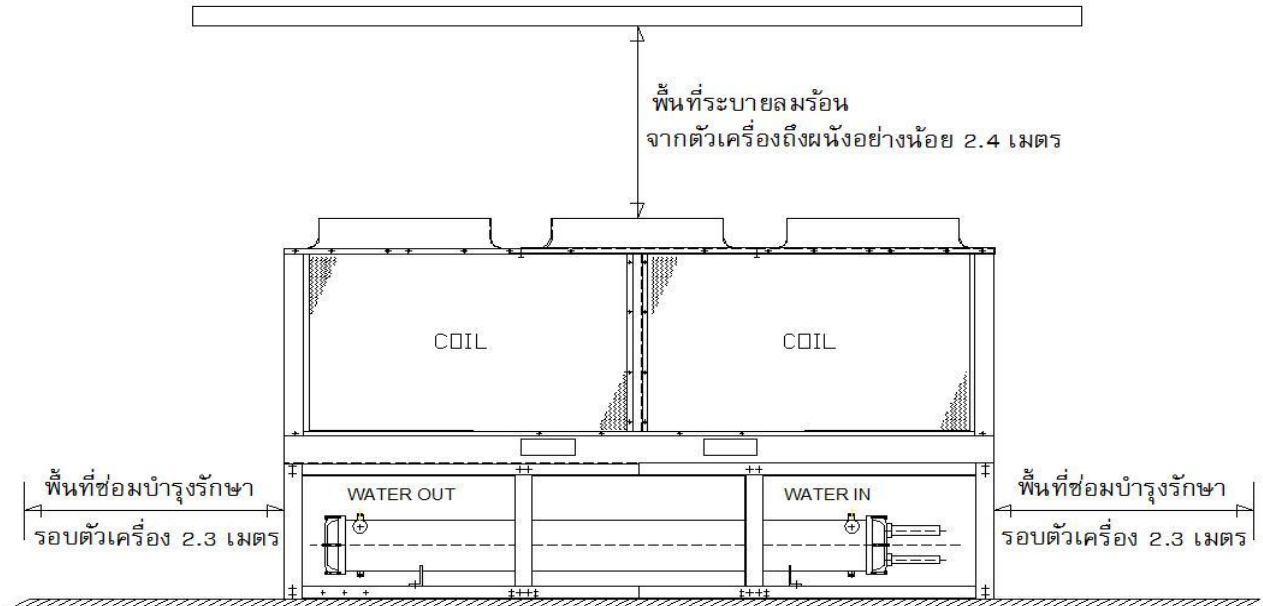 พื้นที่ระบายลมร้อน
จากตัวเครื่องถึงผนังอย่างน้อย 2.4 เมตร
COIL
COIL
พื้นที่ซ่อมบำรุงรักษา
รอบตัวเครื่อง 2.3 เมตร
WATER OUT
WATER IN
พื้นที่ซ่อมบำรุงรักษา
รอบตัวเครื่อง 2.3 เมตร